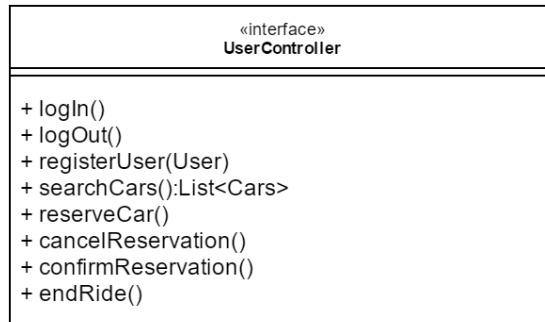 «interface»
UserController
+ logIn()
+ logOut()
+ registerUser(User)
+ searchCars():List<Cars>
+ reserveCar()
+ cancelReservation()
+ confirmReservation()
+ endRide()